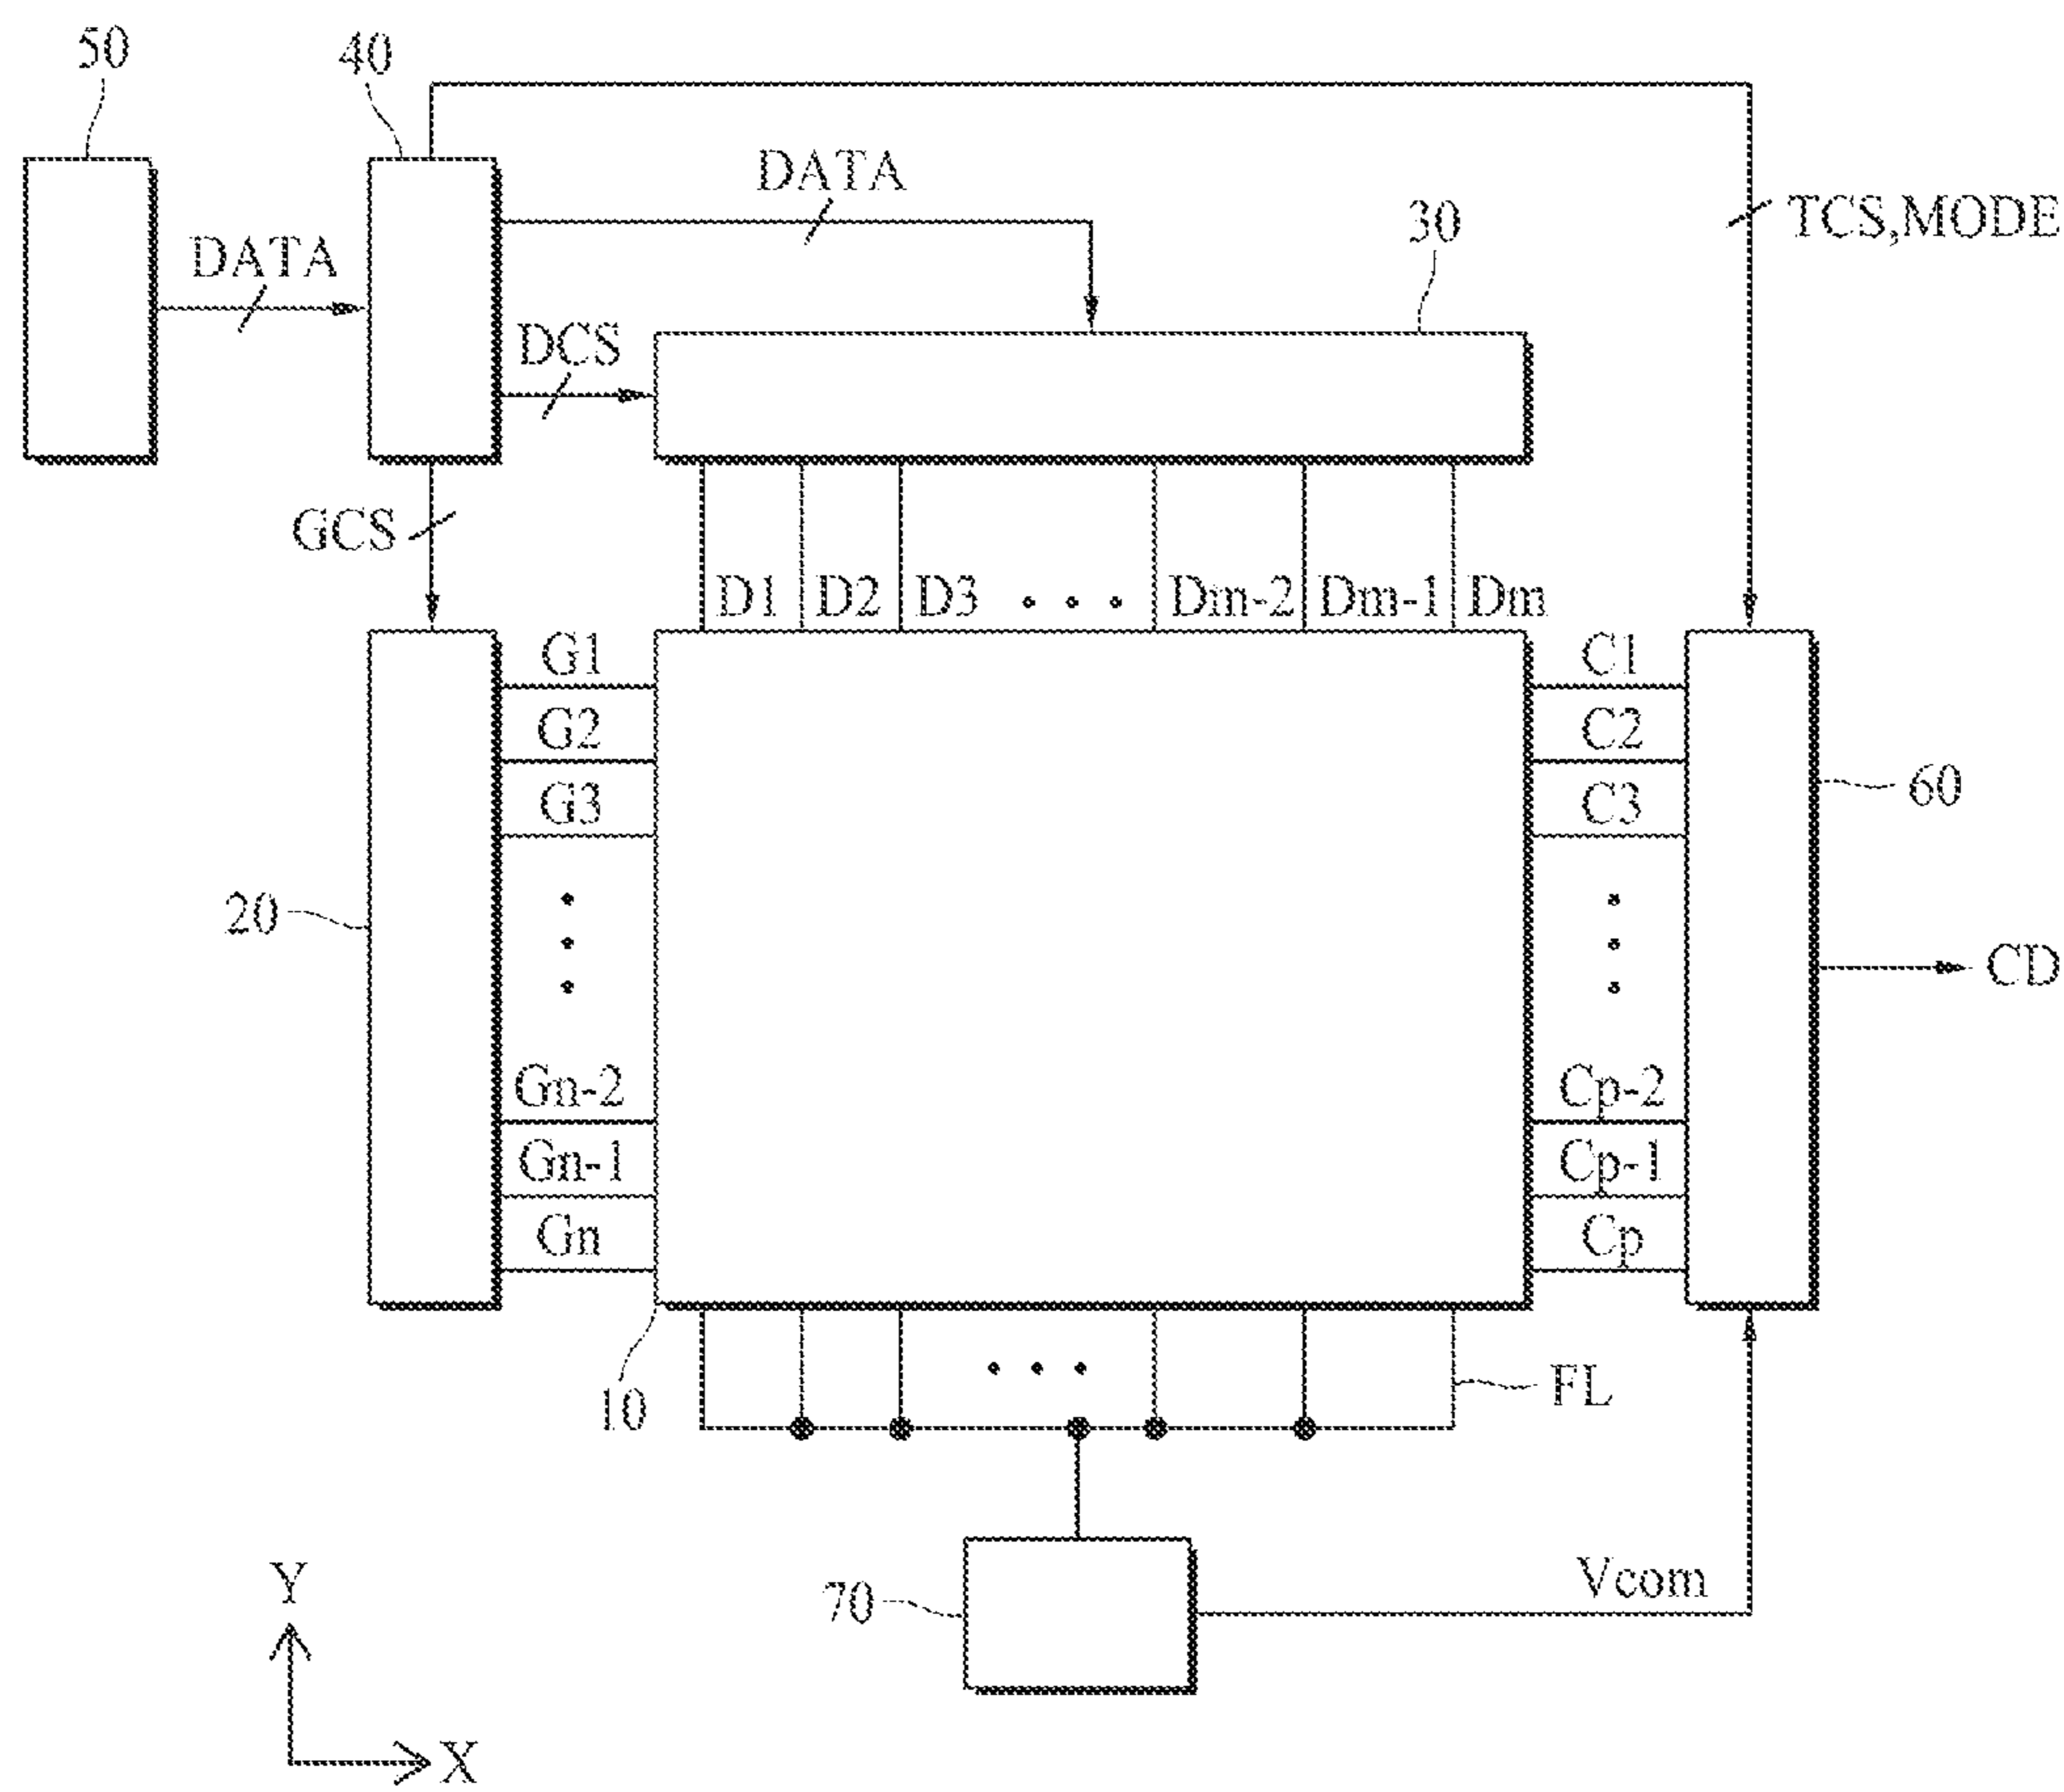 50
40
DATA
TCS,MODE
30
DATA
DCS
GCS
D1 D2 D3 • • • Dm-2 Dm-1 Dm
G1
G2
G3
Gn-2
Gn-1
Gn
C1
C2
C3
Cp-2
Cp-1
Cp
60
20
CD
10
FL
70
Vcom
Y
X